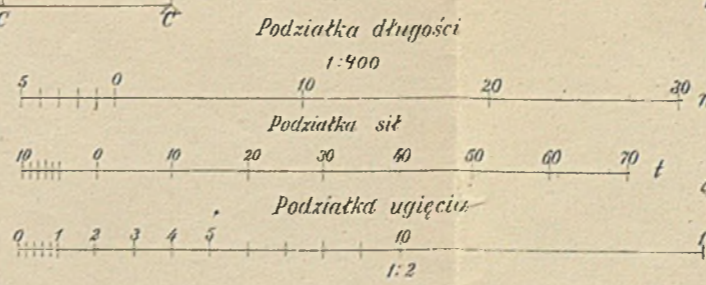 C C
Podziałka długości
1:400
5 0 10 20 30
Podziałka sił
10 0 10 20 30 40 50 60 70 t
Podziałka ugięcia
0 1 2 3 4 5 10
1:2